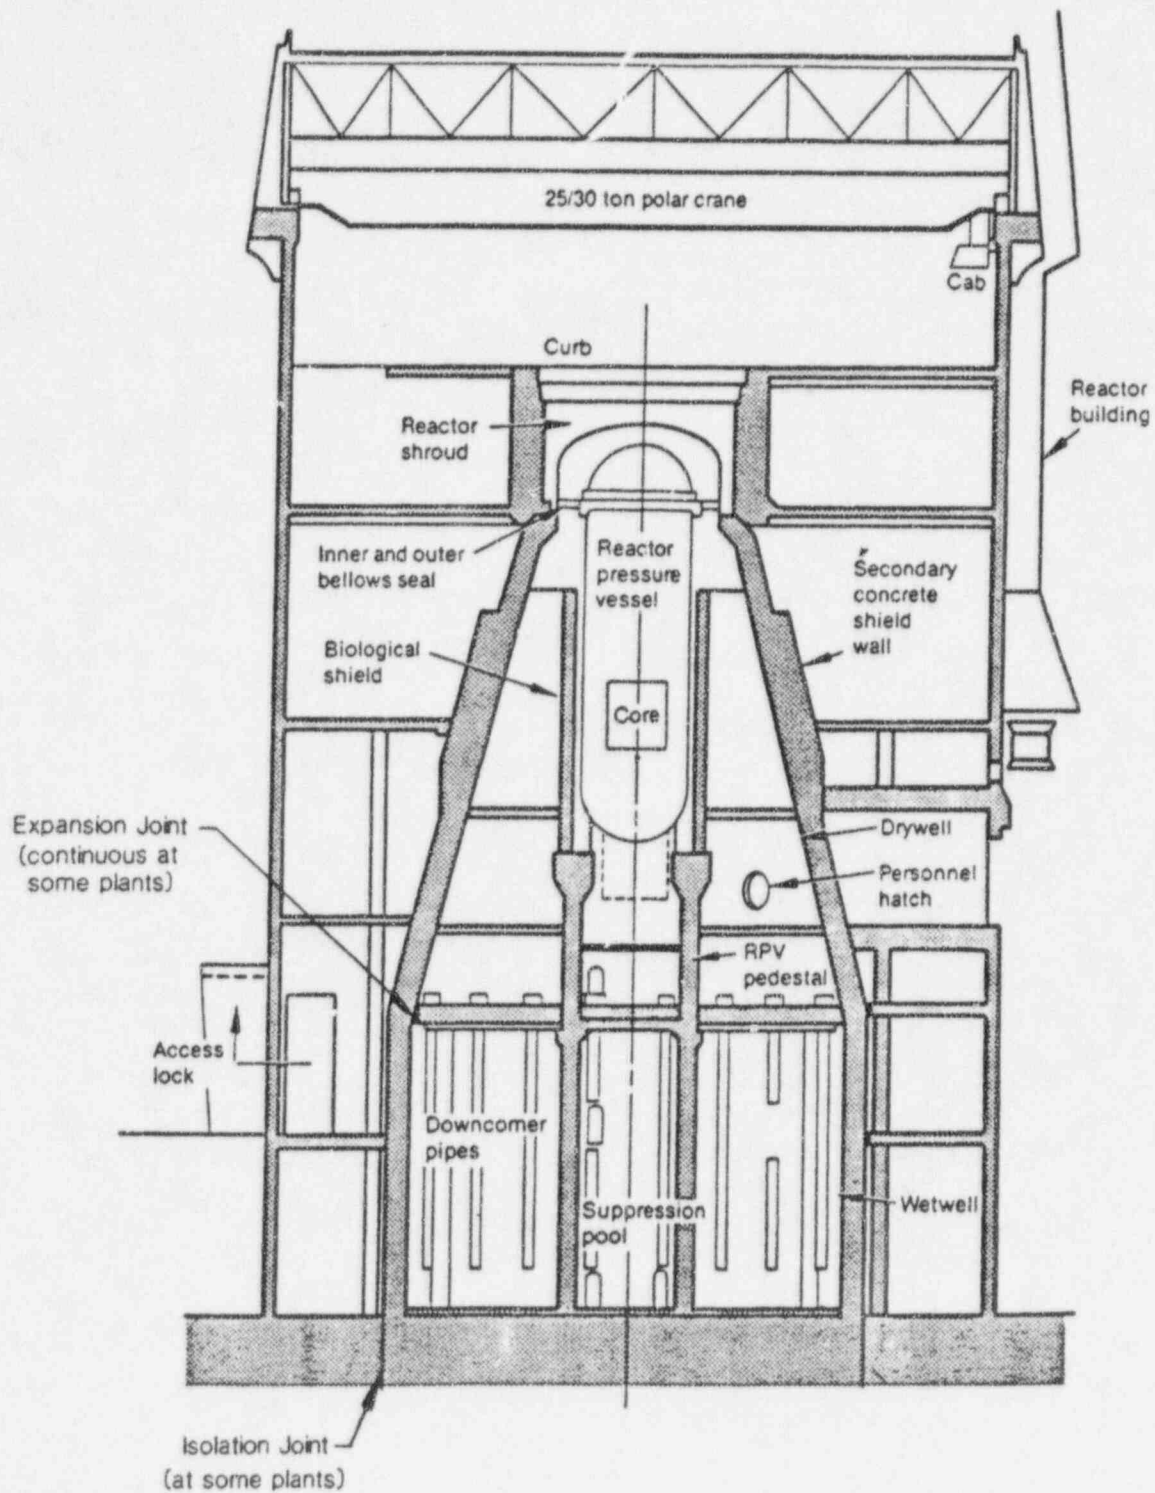 25/30 ton polar crane
Cab
Curb
Reactor
building
Reactor
shroud
Inner and outer
bellows seal
Reactor
pressure
vessel
Secondary
concrete
shield
wall
Biological
shield
Core
Expansion Joint
(continuous at
some plants)
Drywell
Personnel
hatch
RPV
pedestal
Access
lock
Downcomer
pipes
Suppression
pool
Wetwell
Isolation Joint
(at some plants)